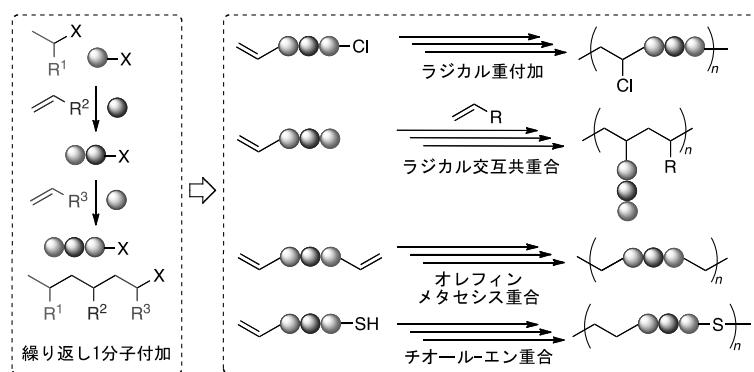 X
R¹
X
R²
X
R³
X
X
R¹ R² R³
繰り返し1分子付加
Cl
ラジカル重付加
n
Cl
R
ラジカル交互共重合
n
R
オレフィン
メタセシス重合
n
SH
チオール-エン重合
S
n